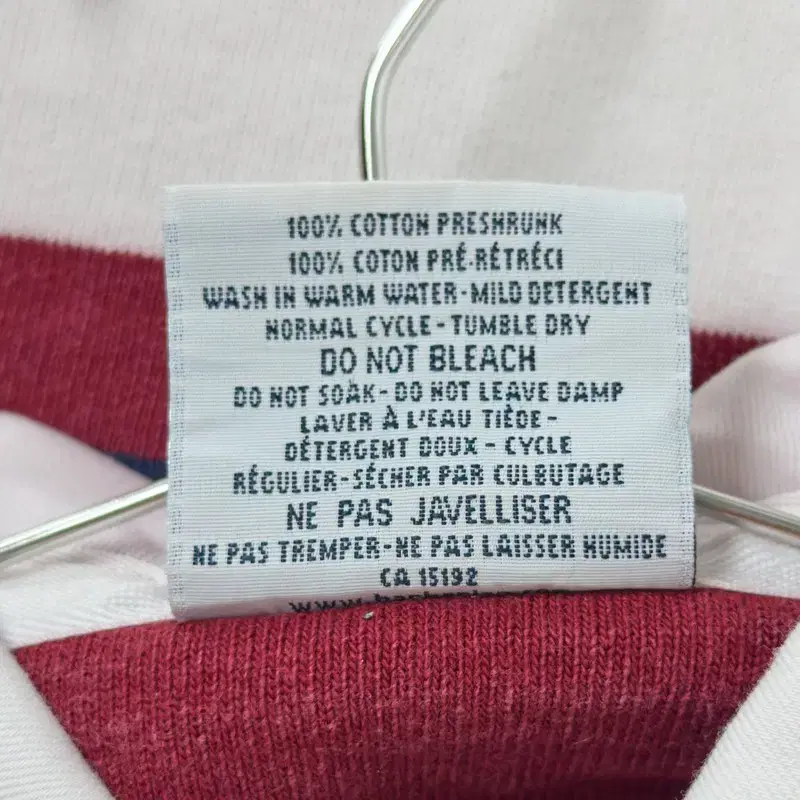 100% COTTON PRESHRUNK
100% COTON PRÉ-RÉTRÉCI
WASH IN WARM WATER-MILD DETERGENT
NORMAL CYCLE-TUMBLE DRY
DO NOT BLEACH
DO NOT SOAK-DO NOT LEAVE DAMP
LAVER À L'EAU TIÈDE-
DÉTERGENT DOUX-CYCLE
RÉGULIER-SÉCHER PAR CULBUTAGE
NE PAS JAVELLISER
NE PAS TREMPER-NE PAS LAISSER HUMIDE
CA 15192